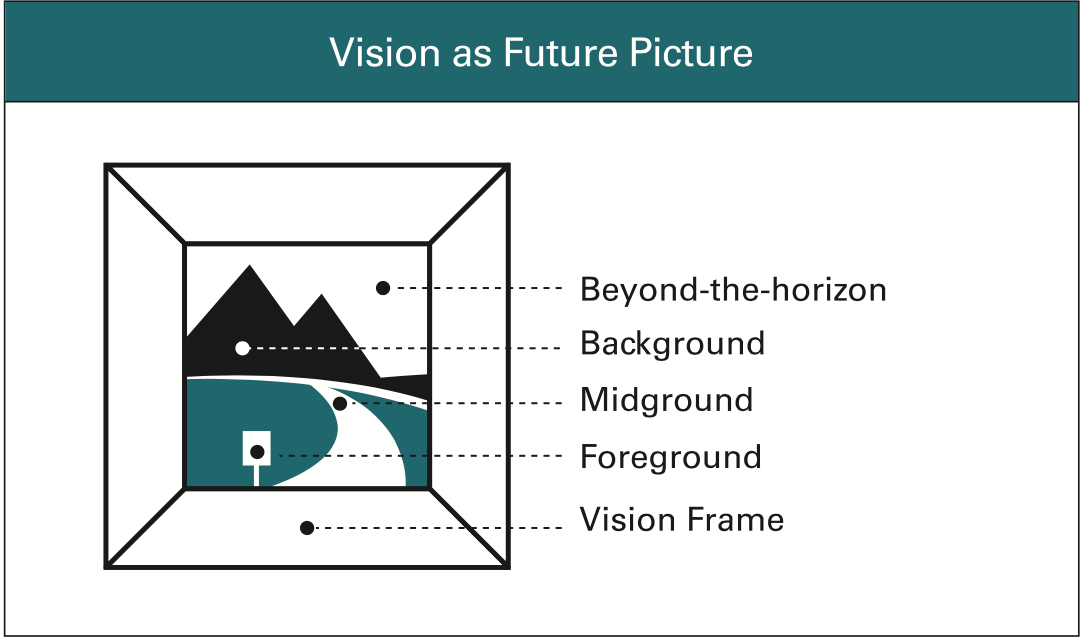 Vision as Future Picture
Beyond-the-horizon
Background
Midground
Foreground
Vision Frame